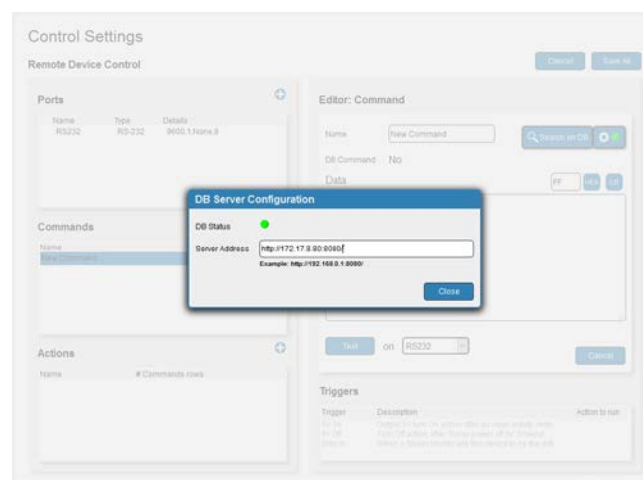 Control Settings
Remote Device Control
Cancel
Save All
Ports
Name Type Details
RS232 RS-232 9600,1,None,8
Editor: Command
Name New Command
Search on DB
DB Command No
Data
FF HEX CR
DB Server Configuration
DB Status
Server Address http://172.17.8.80:8080/
Example: http://192.168.0.1:8080/
Close
Commands
Name
New Command
Test on RS232
Cancel
Actions
Name # Commands rows
Triggers
Trigger Description Action to run